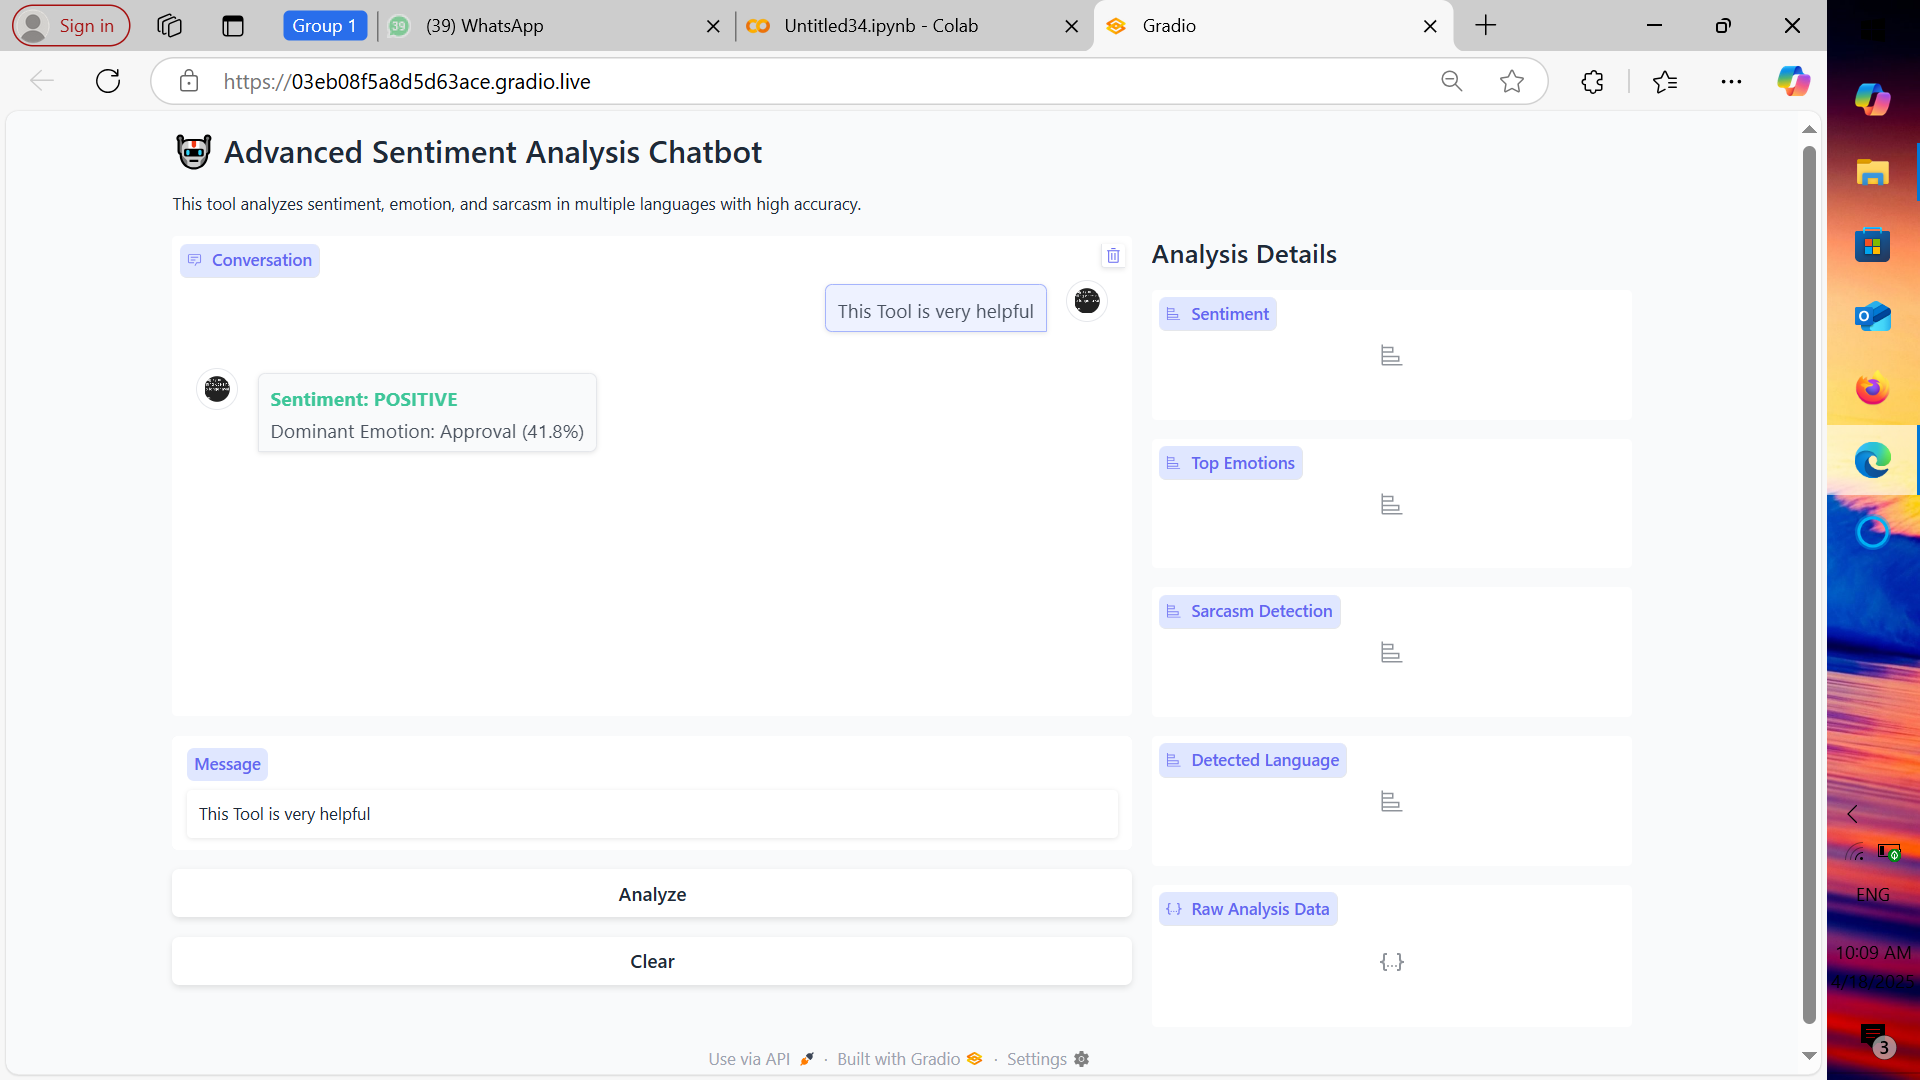 Sign in
Group 1
39
(39) WhatsApp
Untitled34.ipynb - Colab
Gradio
https://03eb08f5a8d5d63ace.gradio.live
Advanced Sentiment Analysis Chatbot
This tool analyzes sentiment, emotion, and sarcasm in multiple languages with high accuracy.
Conversation
This Tool is very helpful
Sentiment: POSITIVE
Dominant Emotion: Approval (41.8%)
Message
This Tool is very helpful
Analyze
Clear
Analysis Details
Sentiment
Top Emotions
Sarcasm Detection
Detected Language
{..} Raw Analysis Data
{...}
Use via API · Built with Gradio · Settings
ENG
10:09 AM
4/18/2025
3